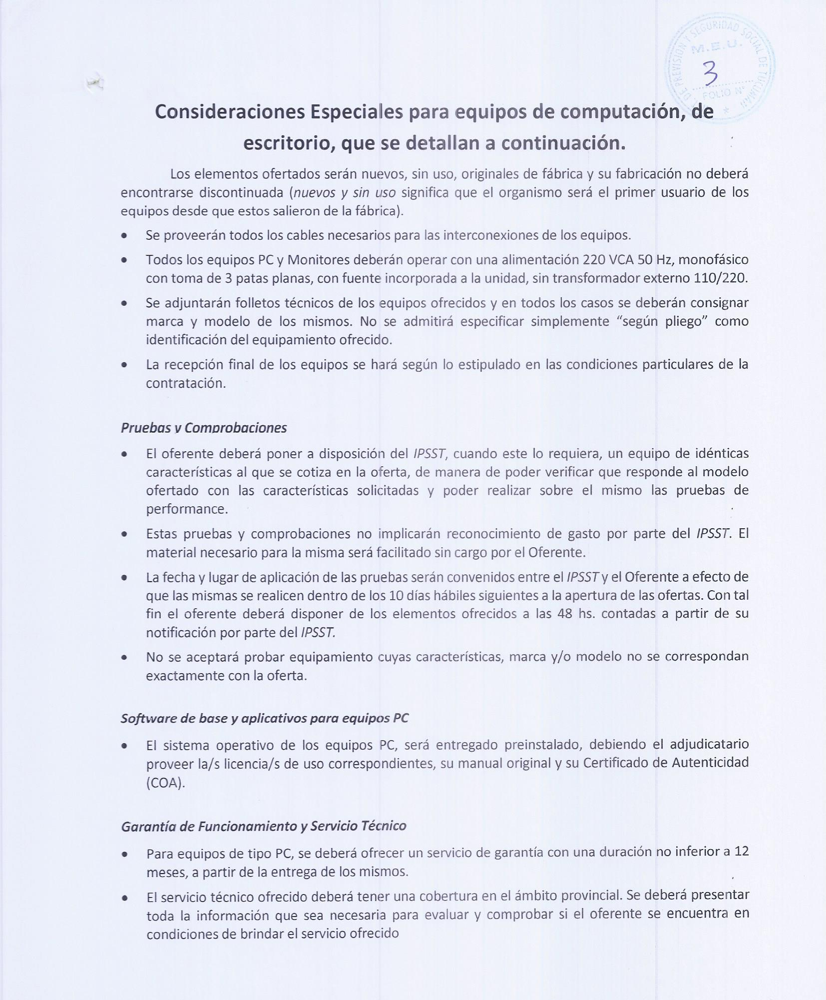 DE PREVISIÓN Y SEGURIDAD SOCIAL DE TUCUMÁN
M.E.U.
3
FOLIO N°
Consideraciones Especiales para equipos de computación, de
escritorio, que se detallan a continuación.
Los elementos ofertados serán nuevos, sin uso, originales de fábrica y su fabricación no deberá
encontrarse discontinuada (nuevos y sin uso significa que el organismo será el primer usuario de los
equipos desde que estos salieron de la fábrica).
• Se proveerán todos los cables necesarios para las interconexiones de los equipos.
• Todos los equipos PC y Monitores deberán operar con una alimentación 220 VCA 50 Hz, monofásico
con toma de 3 patas planas, con fuente incorporada a la unidad, sin transformador externo 110/220.
• Se adjuntarán folletos técnicos de los equipos ofrecidos y en todos los casos se deberán consignar
marca y modelo de los mismos. No se admitirá especificar simplemente “según pliego” como
identificación del equipamiento ofrecido.
• La recepción final de los equipos se hará según lo estipulado en las condiciones particulares de la
contratación.
Pruebas y Comprobaciones
• El oferente deberá poner a disposición del IPSST, cuando este lo requiera, un equipo de idénticas
características al que se cotiza en la oferta, de manera de poder verificar que responde al modelo
ofertado con las características solicitadas y poder realizar sobre el mismo las pruebas de
performance.
• Estas pruebas y comprobaciones no implicarán reconocimiento de gasto por parte del IPSST. El
material necesario para la misma será facilitado sin cargo por el Oferente.
• La fecha y lugar de aplicación de las pruebas serán convenidos entre el IPSST y el Oferente a efecto de
que las mismas se realicen dentro de los 10 días hábiles siguientes a la apertura de las ofertas. Con tal
fin el oferente deberá disponer de los elementos ofrecidos a las 48 hs. contadas a partir de su
notificación por parte del IPSST.
• No se aceptará probar equipamiento cuyas características, marca y/o modelo no se correspondan
exactamente con la oferta.
Software de base y aplicativos para equipos PC
• El sistema operativo de los equipos PC, será entregado preinstalado, debiendo el adjudicatario
proveer la/s licencia/s de uso correspondientes, su manual original y su Certificado de Autenticidad
(COA).
Garantía de Funcionamiento y Servicio Técnico
• Para equipos de tipo PC, se deberá ofrecer un servicio de garantía con una duración no inferior a 12
meses, a partir de la entrega de los mismos.
• El servicio técnico ofrecido deberá tener una cobertura en el ámbito provincial. Se deberá presentar
toda la información que sea necesaria para evaluar y comprobar si el oferente se encuentra en
condiciones de brindar el servicio ofrecido